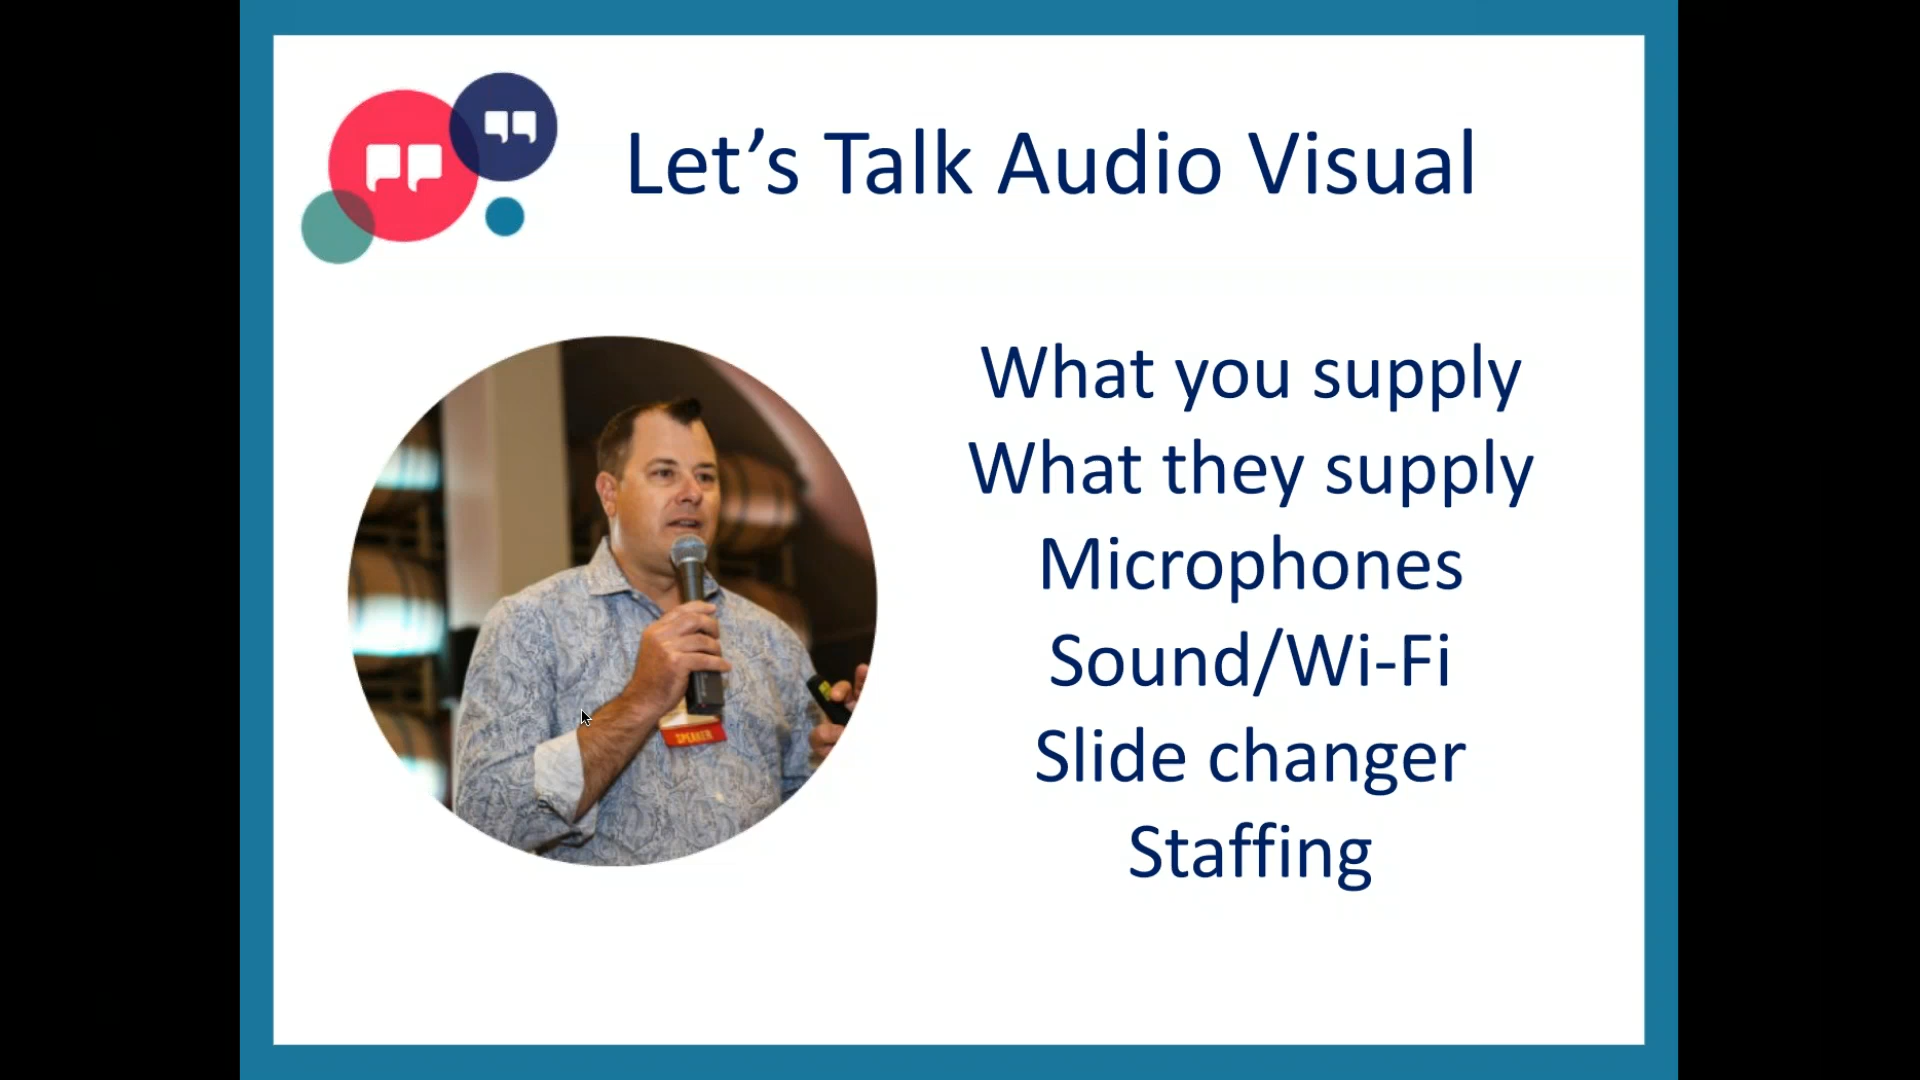 Let’s Talk Audio Visual
What you supply
What they supply
Microphones
Sound/Wi-Fi
Slide changer
Staffing
SPEAKER